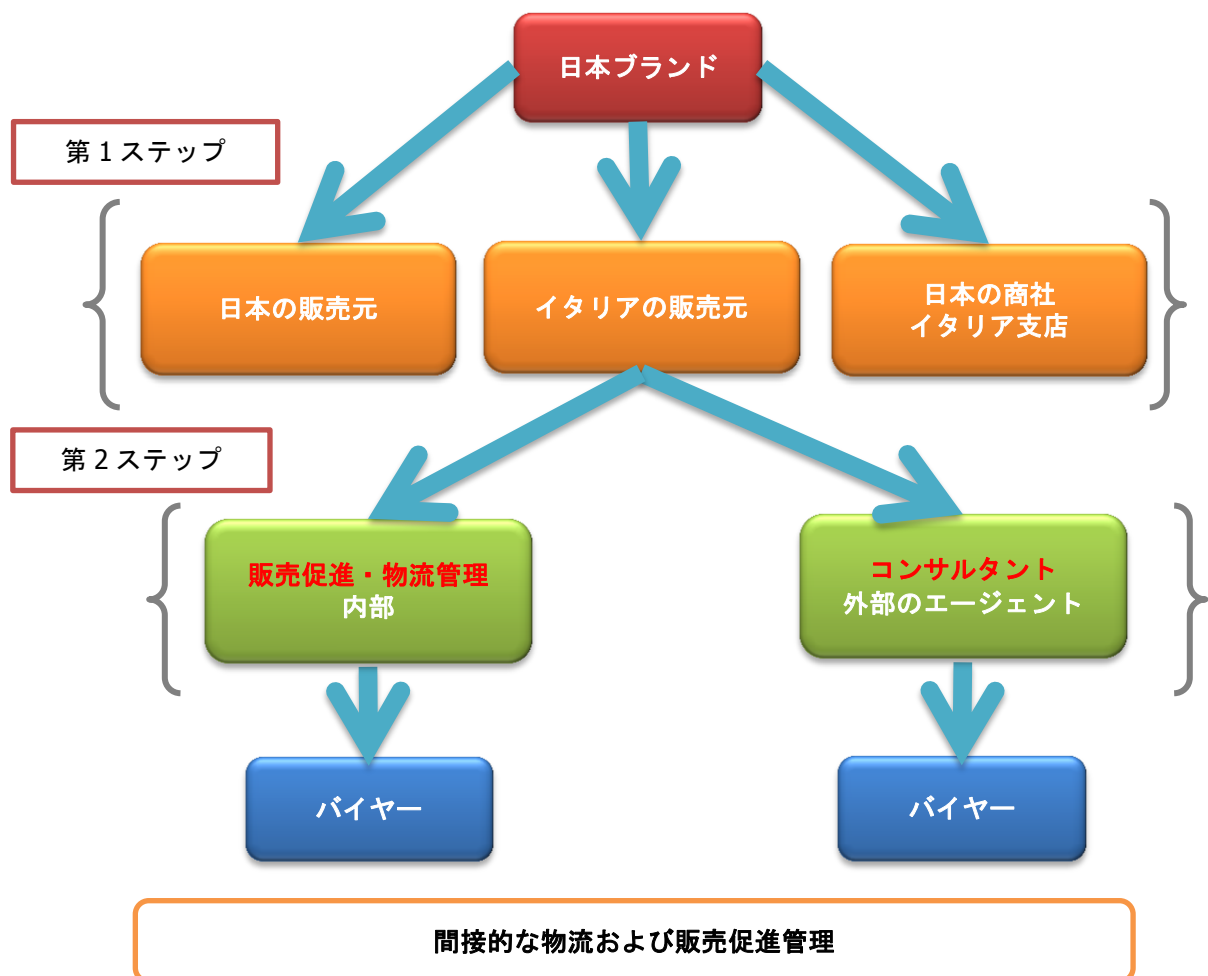 日本ブランド
第1ステップ
日本の販売元
イタリアの販売元
日本の商社
イタリア支店
第2ステップ
販売促進・物流管理
内部
コンサルタント
外部のエージェント
バイヤー
バイヤー
間接的な物流および販売促進管理